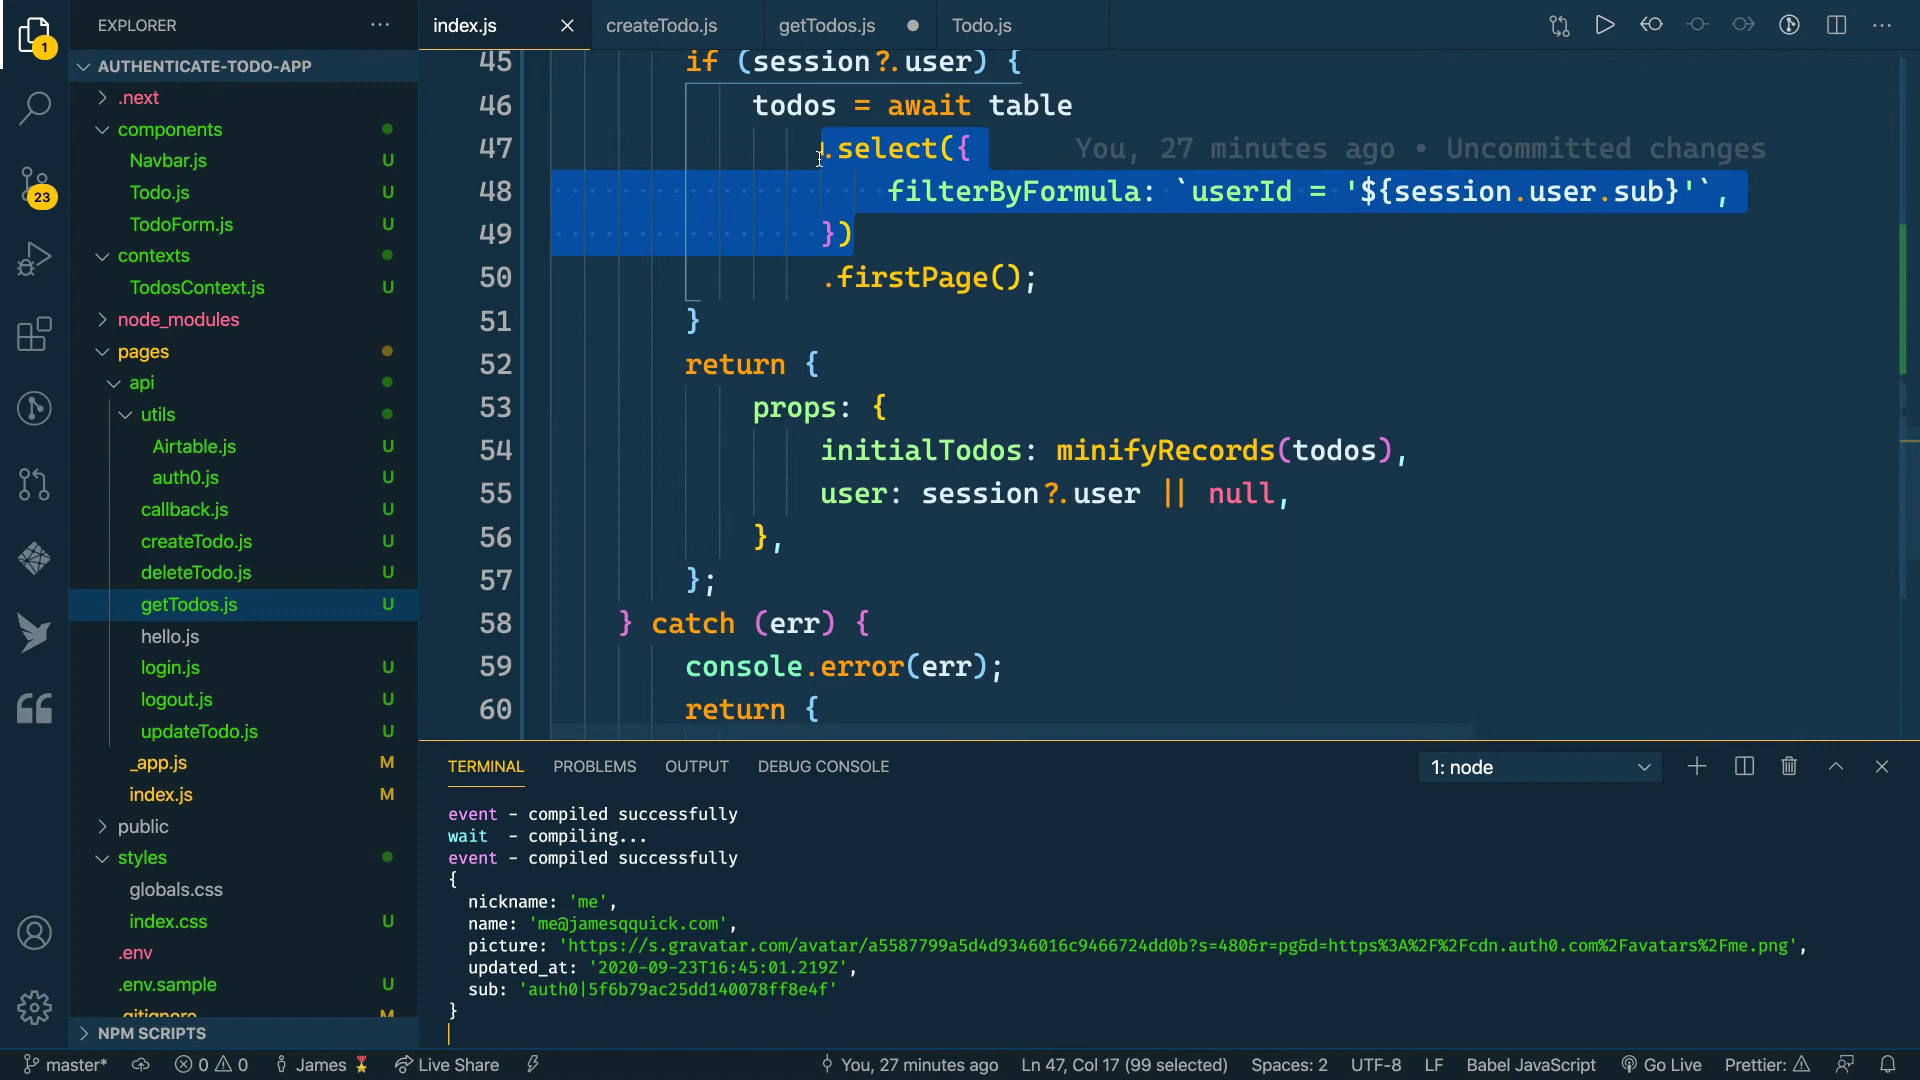 EXPLORER
1
AUTHENTICATE-TODO-APP
.next
components
Navbar.js U
Todo.js U
TodoForm.js U
contexts
TodosContext.js U
node_modules
pages
api
utils
Airtable.js U
auth0.js U
callback.js U
createTodo.js U
deleteTodo.js U
getTodos.js U
hello.js
login.js U
logout.js U
updateTodo.js U
_app.js M
index.js M
public
styles
globals.css
index.css U
.env
.env.sample U
.gitignore M
NPM SCRIPTS
23
index.js
createTodo.js
getTodos.js
Todo.js
45 if (session?.user) {
46 todos = await table
47 .select({ You, 27 minutes ago • Uncommitted changes
48 filterByFormula: `userId = '${session.user.sub}'`,
49 })
50 .firstPage();
51 }
52 return {
53 props: {
54 initialTodos: minifyRecords(todos),
55 user: session?.user || null,
56 },
57 };
58 } catch (err) {
59 console.error(err);
60 return {
TERMINAL PROBLEMS OUTPUT DEBUG CONSOLE 1: node
event - compiled successfully
wait - compiling...
event - compiled successfully
{
nickname: 'me',
name: 'me@jamesqquick.com',
picture: 'https://s.gravatar.com/avatar/a5587799a5d4d9346016c9466724dd0b?s=480&r=pg&d=https%3A%2F%2Fcdn.auth0.com%2Favatars%2Fme.png',
updated_at: '2020-09-23T16:45:01.219Z',
sub: 'auth0|5f6b79ac25dd140078ff8e4f'
}
master* 0 0 James Live Share You, 27 minutes ago Ln 47, Col 17 (99 selected) Spaces: 2 UTF-8 LF Babel JavaScript Go Live Prettier: